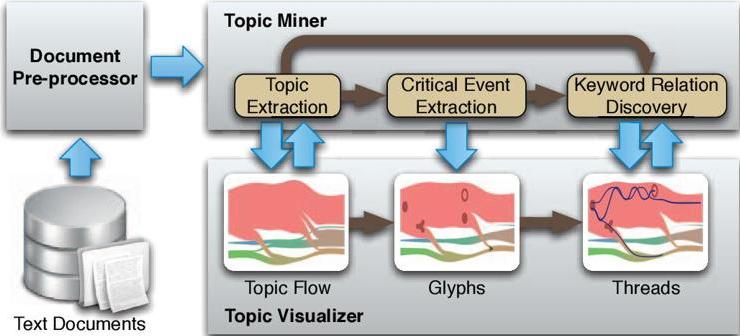 Document
Pre-processor
Topic Miner
Topic
Extraction
Critical Event
Extraction
Keyword Relation
Discovery
Text Documents
Topic Flow
Glyphs
Threads
Topic Visualizer